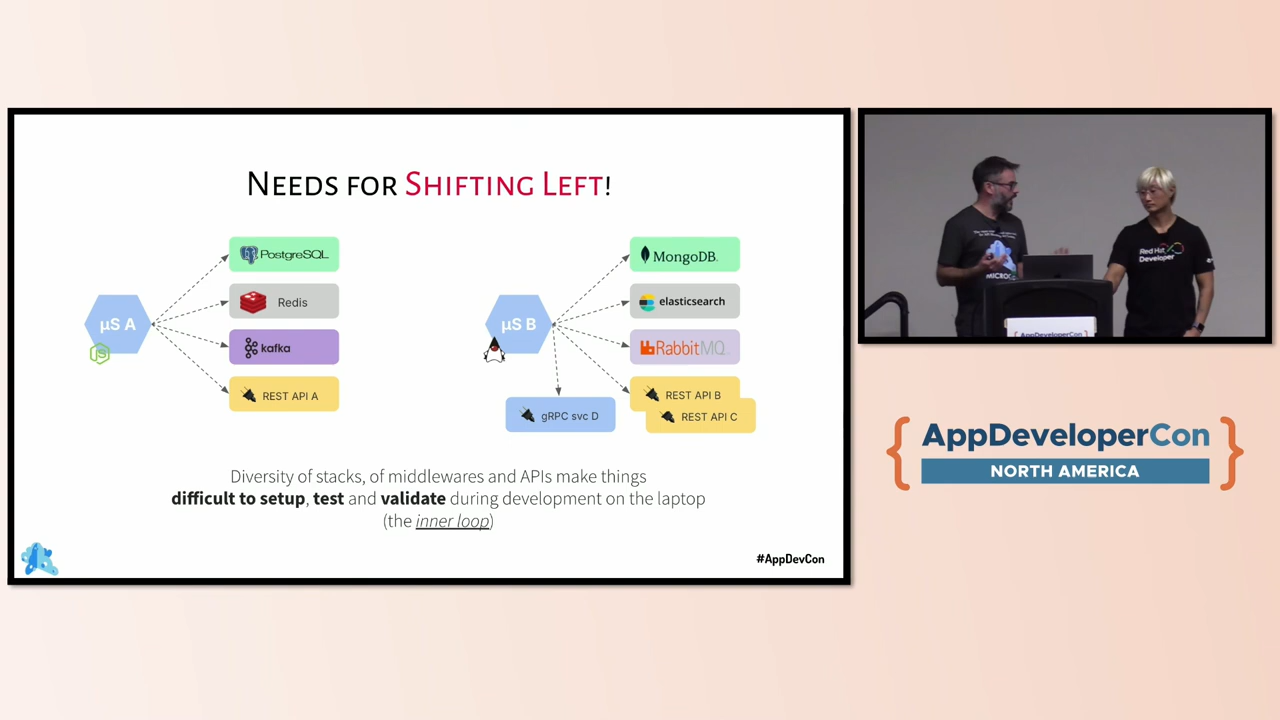 NEEDS FOR SHIFTING LEFT!
µS A
JS
PostgreSQL
Redis
kafka
REST API A
µS B
MongoDB.
elasticsearch
RabbitMQ
REST API B
REST API C
gRPC svc D
Diversity of stacks, of middlewares and APIs make things
difficult to setup, test and validate during development on the laptop
(the inner loop)
#AppDevCon
Red Hat
Developer
AppDeveloperCon
{ AppDeveloperCon }
NORTH AMERICA